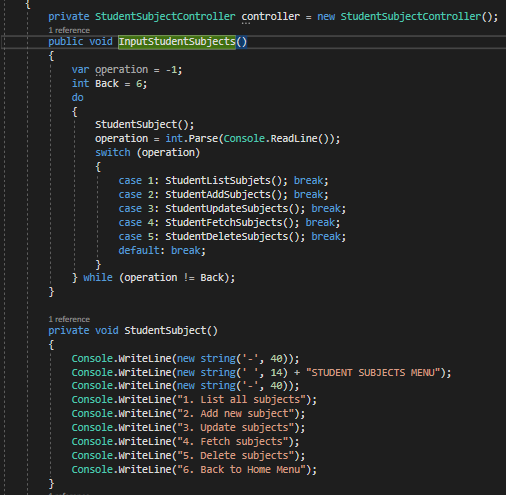 {
private StudentSubjectController controller = new StudentSubjectController();
1 reference
public void InputStudentSubjects()
{
var operation = -1;
int Back = 6;
do
{
StudentSubject();
operation = int.Parse(Console.ReadLine());
switch (operation)
{
case 1: StudentListSubjets(); break;
case 2: StudentAddSubjects(); break;
case 3: StudentUpdateSubjects(); break;
case 4: StudentFetchSubjects(); break;
case 5: StudentDeleteSubjects(); break;
default: break;
}
} while (operation != Back);
}
1 reference
private void StudentSubject()
{
Console.WriteLine(new string('-', 40));
Console.WriteLine(new string(' ', 14) + "STUDENT SUBJECTS MENU");
Console.WriteLine(new string('-', 40));
Console.WriteLine("1. List all subjects");
Console.WriteLine("2. Add new subject");
Console.WriteLine("3. Update subjects");
Console.WriteLine("4. Fetch subjects");
Console.WriteLine("5. Delete subjects");
Console.WriteLine("6. Back to Home Menu");
}